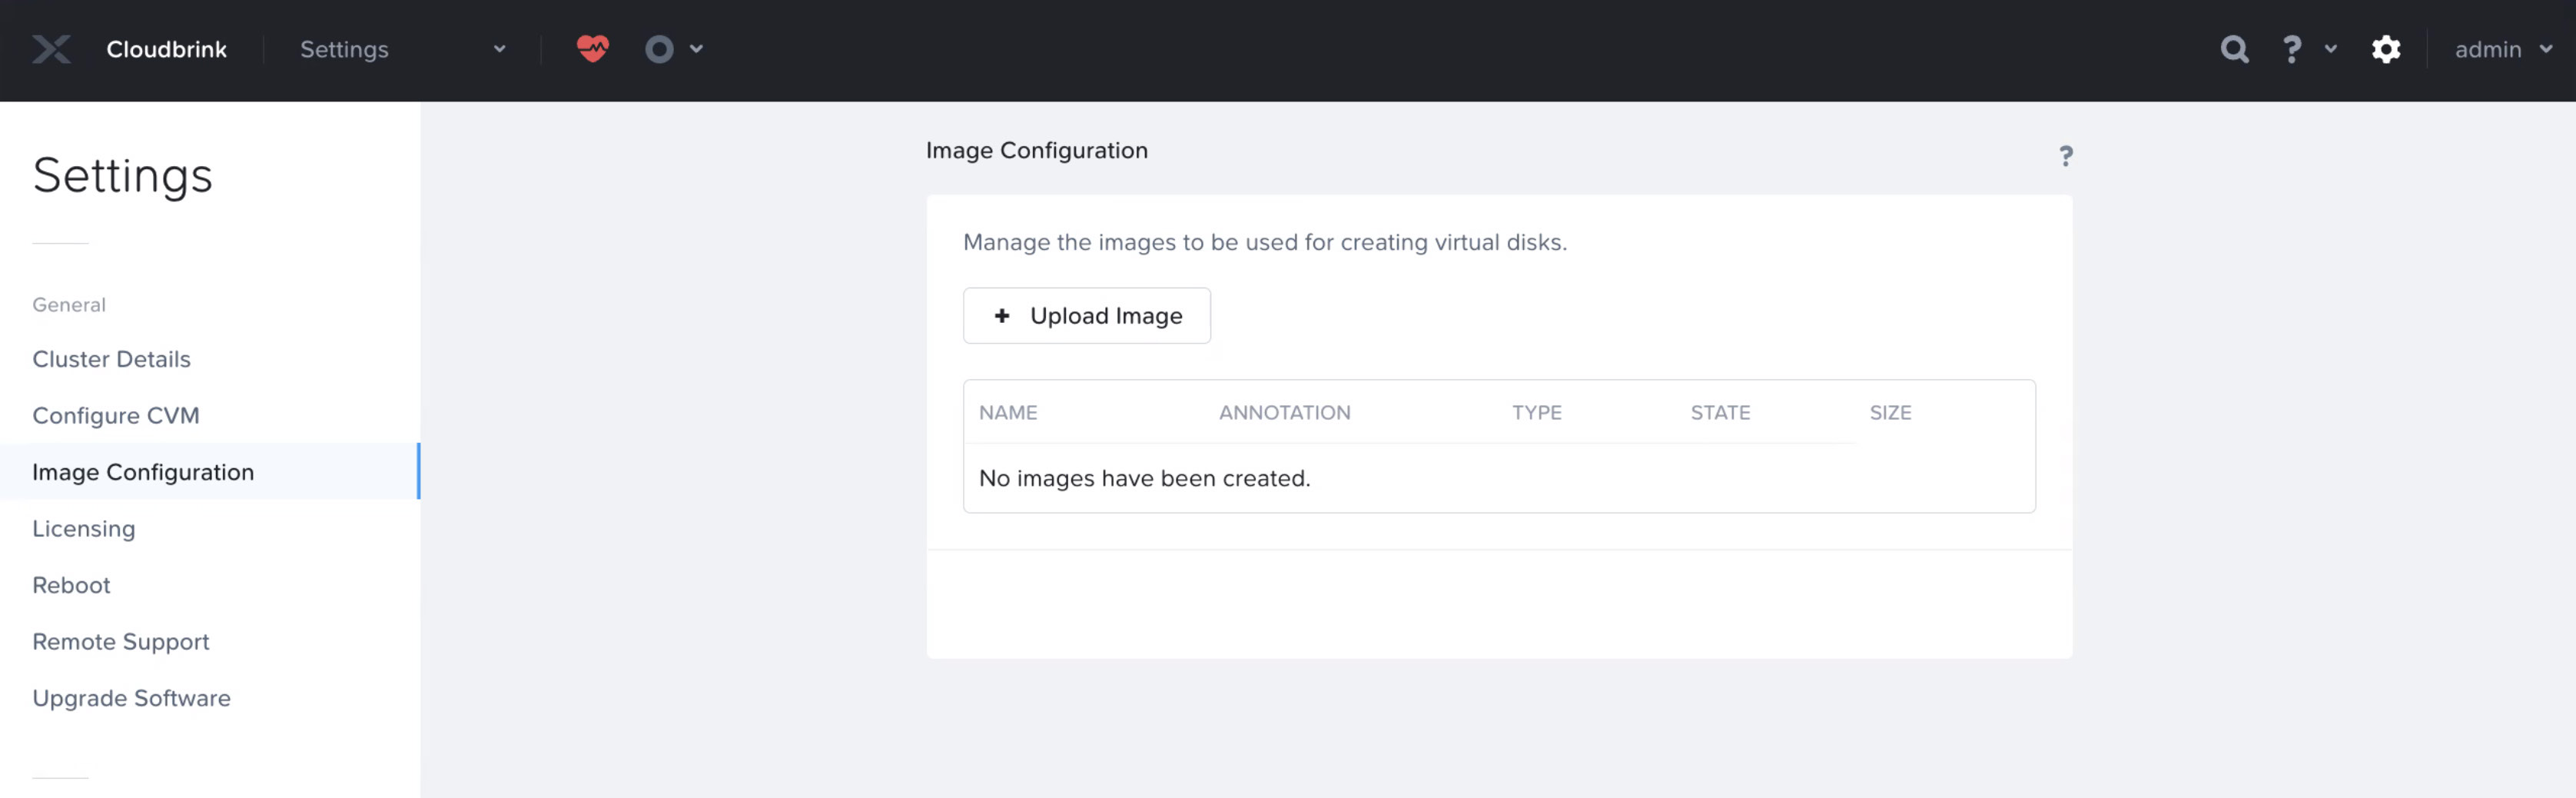 Cloudbrink
Settings
? admin
Settings
General
Cluster Details
Configure CVM
Image Configuration
Licensing
Reboot
Remote Support
Upgrade Software
Image Configuration
?
Manage the images to be used for creating virtual disks.
+ Upload Image
NAME ANNOTATION TYPE STATE SIZE
No images have been created.